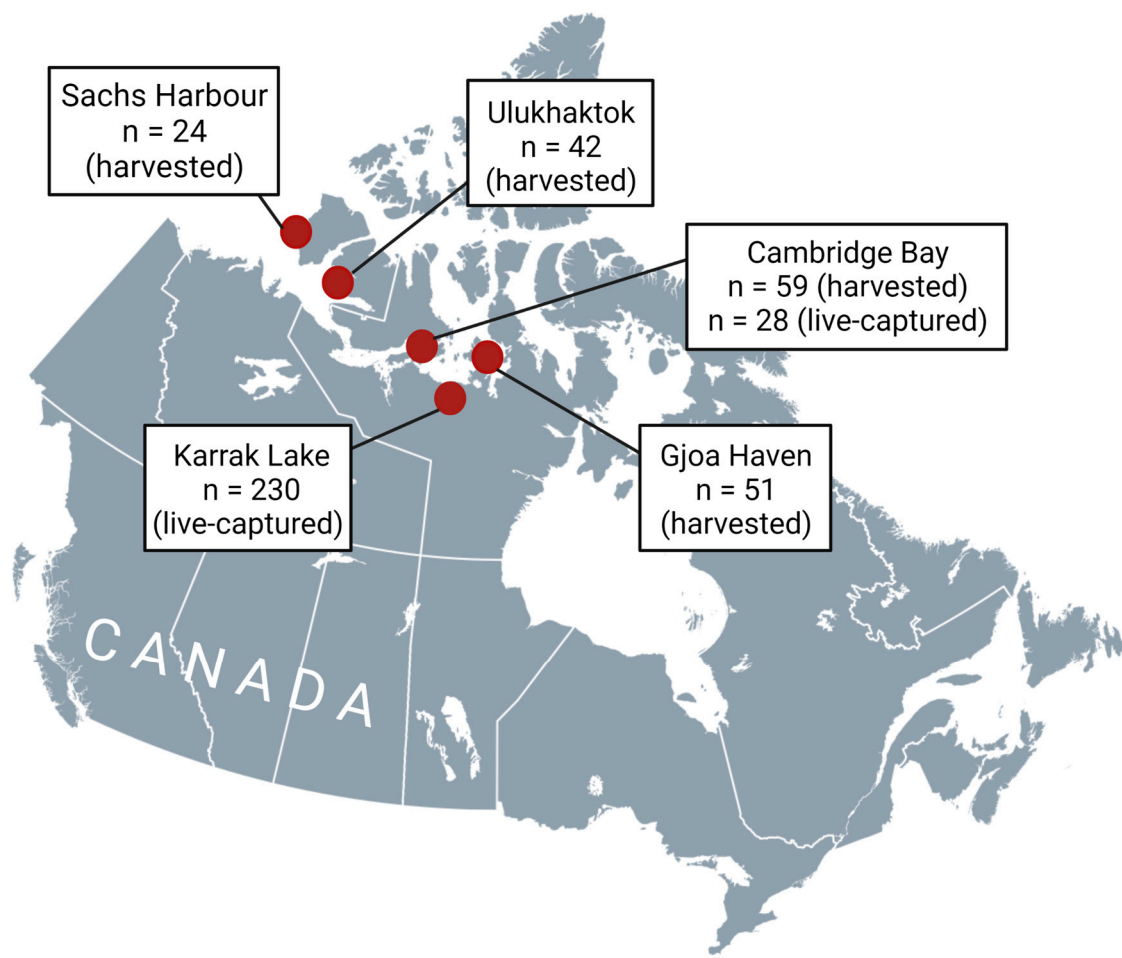 Sachs Harbour
n = 24
(harvested)
Ulukhaktok
n = 42
(harvested)
Cambridge Bay
n = 59 (harvested)
n = 28 (live-captured)
Karrak Lake
n = 230
(live-captured)
Gjoa Haven
n = 51
(harvested)
CANADA